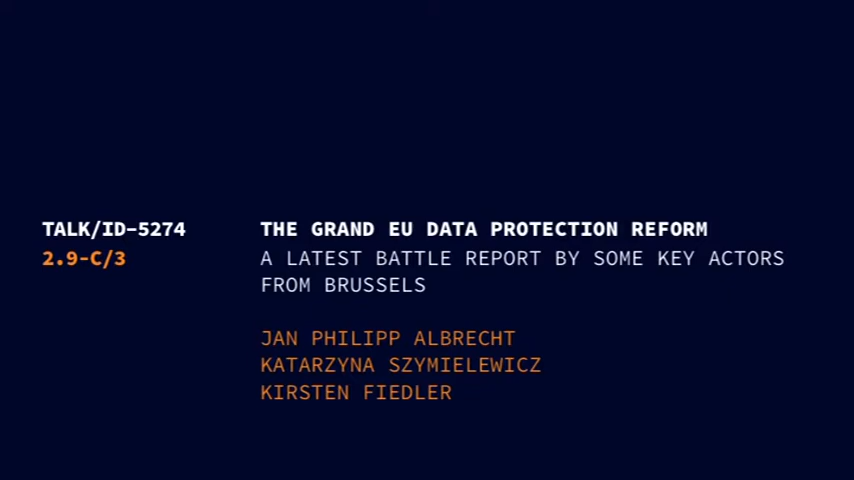 TALK/ID-5274
2.9-C/3
THE GRAND EU DATA PROTECTION REFORM
A LATEST BATTLE REPORT BY SOME KEY ACTORS
FROM BRUSSELS
JAN PHILIPP ALBRECHT
KATARZYNA SZYMIELEWICZ
KIRSTEN FIEDLER